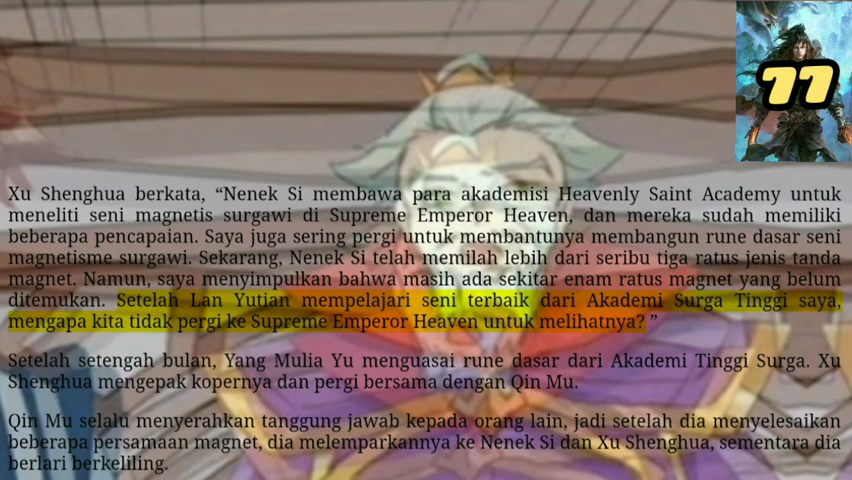 77
Xu Shenghua berkata, “Nenek Si membawa para akademisi Heavenly Saint Academy untuk
meneliti seni magnetis surgawi di Supreme Emperor Heaven, dan mereka sudah memiliki
beberapa pencapaian. Saya juga sering pergi untuk membantunya membangun rune dasar seni
magnetisme surgawi. Sekarang, Nenek Si telah memilah lebih dari seribu tiga ratus jenis tanda
magnet. Namun, saya menyimpulkan bahwa masih ada sekitar enam ratus magnet yang belum
ditemukan. Setelah Lan Yutian mempelajari seni terbaik dari Akademi Surga Tinggi saya,
mengapa kita tidak pergi ke Supreme Emperor Heaven untuk melihatnya? ”
Setelah setengah bulan, Yang Mulia Yu menguasai rune dasar dari Akademi Tinggi Surga. Xu
Shenghua mengepak kopernya dan pergi bersama dengan Qin Mu.
Qin Mu selalu menyerahkan tanggung jawab kepada orang lain, jadi setelah dia menyelesaikan
beberapa persamaan magnet, dia melemparkannya ke Nenek Si dan Xu Shenghua, sementara dia
berlari berkeliling.